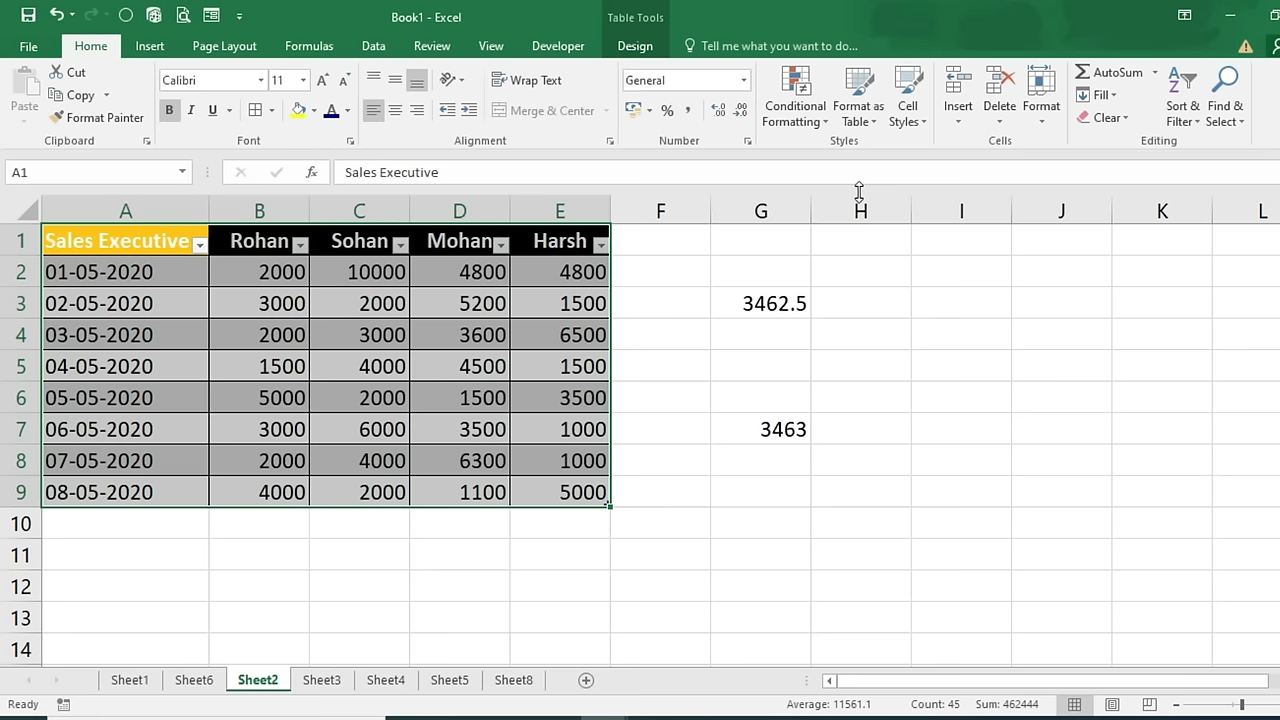 Book1 - Excel
Table Tools
File Home Insert Page Layout Formulas Data Review View Developer Design Tell me what you want to do...
Paste
Cut
Copy
Format Painter
Clipboard
Calibri 11
B I U
Font
Wrap Text
Merge & Center
Alignment
General
%
Number
Conditional Formatting
Format as Table
Cell Styles
Styles
Insert
Delete
Format
Cells
AutoSum
Fill
Clear
Sort & Filter
Find & Select
Editing
A1 fx Sales Executive
A B C D E F G H I J K L
1 Sales Executive Rohan Sohan Mohan Harsh
2 01-05-2020 2000 10000 4800 4800
3 02-05-2020 3000 2000 5200 1500 3462.5
4 03-05-2020 2000 3000 3600 6500
5 04-05-2020 1500 4000 4500 1500
6 05-05-2020 5000 2000 1500 3500
7 06-05-2020 3000 6000 3500 1000 3463
8 07-05-2020 2000 4000 6300 1000
9 08-05-2020 4000 2000 1100 5000
10
11
12
13
14
Sheet1 Sheet6 Sheet2 Sheet3 Sheet4 Sheet5 Sheet8
Ready Average: 11561.1 Count: 45 Sum: 462444